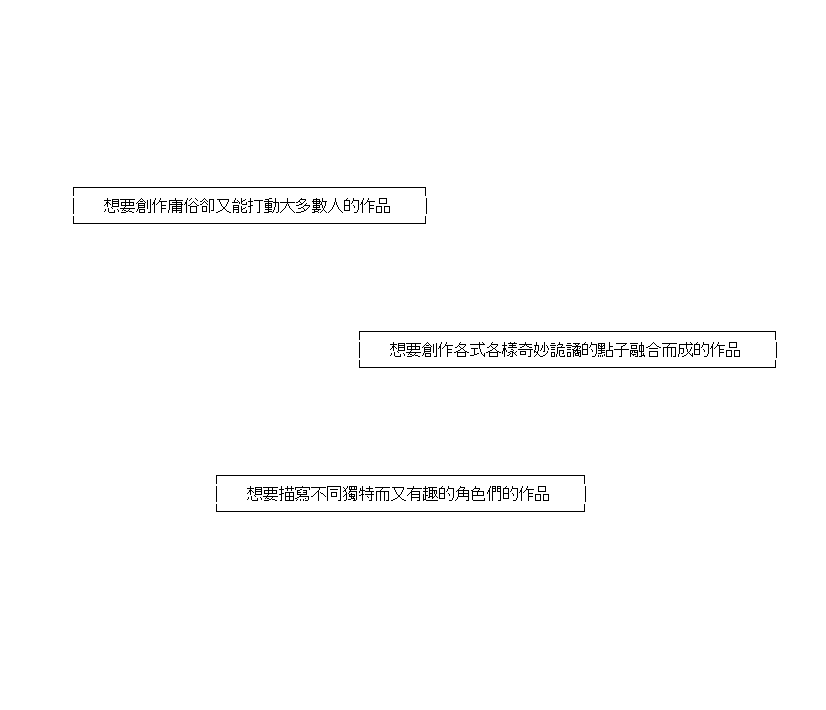 想要創作庸俗卻又能打動大多數人的作品
想要創作各式各樣奇妙詭譎的點子融合而成的作品
想要描寫不同獨特而又有趣的角色們的作品